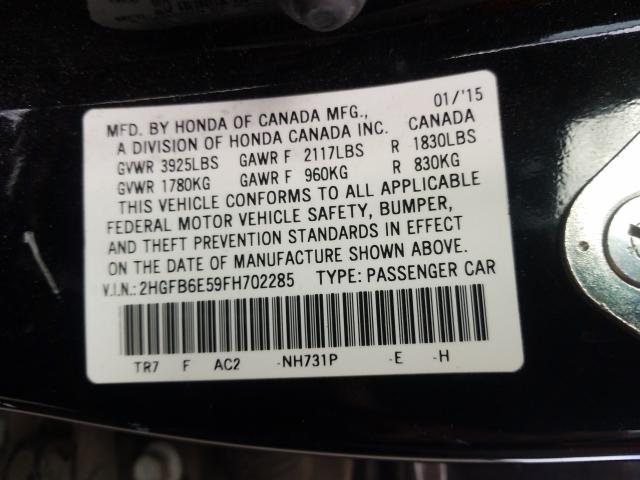 MFD. BY HONDA OF CANADA MFG., 01/'15
A DIVISION OF HONDA CANADA INC. CANADA
GVWR 3925LBS GAWR F 2117LBS R 1830LBS
GVWR 1780KG GAWR F 960KG R 830KG
THIS VEHICLE CONFORMS TO ALL APPLICABLE
FEDERAL MOTOR VEHICLE SAFETY, BUMPER,
AND THEFT PREVENTION STANDARDS IN EFFECT
ON THE DATE OF MANUFACTURE SHOWN ABOVE.
V.I.N.: 2HGFB6E59FH702285 TYPE: PASSENGER CAR
TR7 F AC2 -NH731P -E -H